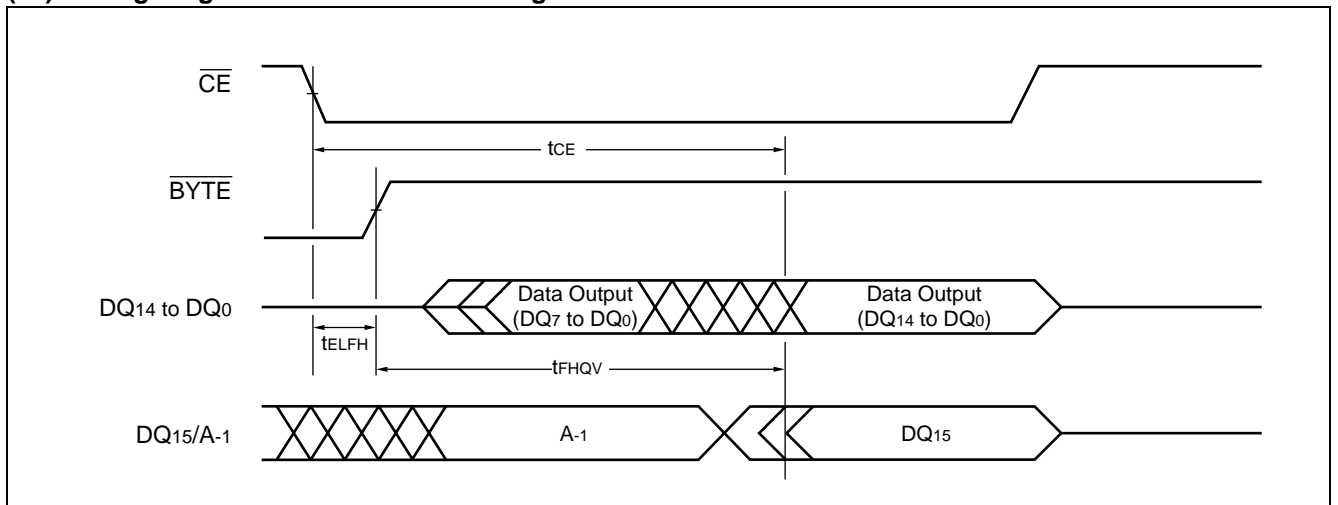 CE
tCE
BYTE
DQ14 to DQ0
Data Output
(DQ7 to DQ0)
Data Output
(DQ14 to DQ0)
tELFH
tFHQV
DQ15/A-1
A-1
DQ15